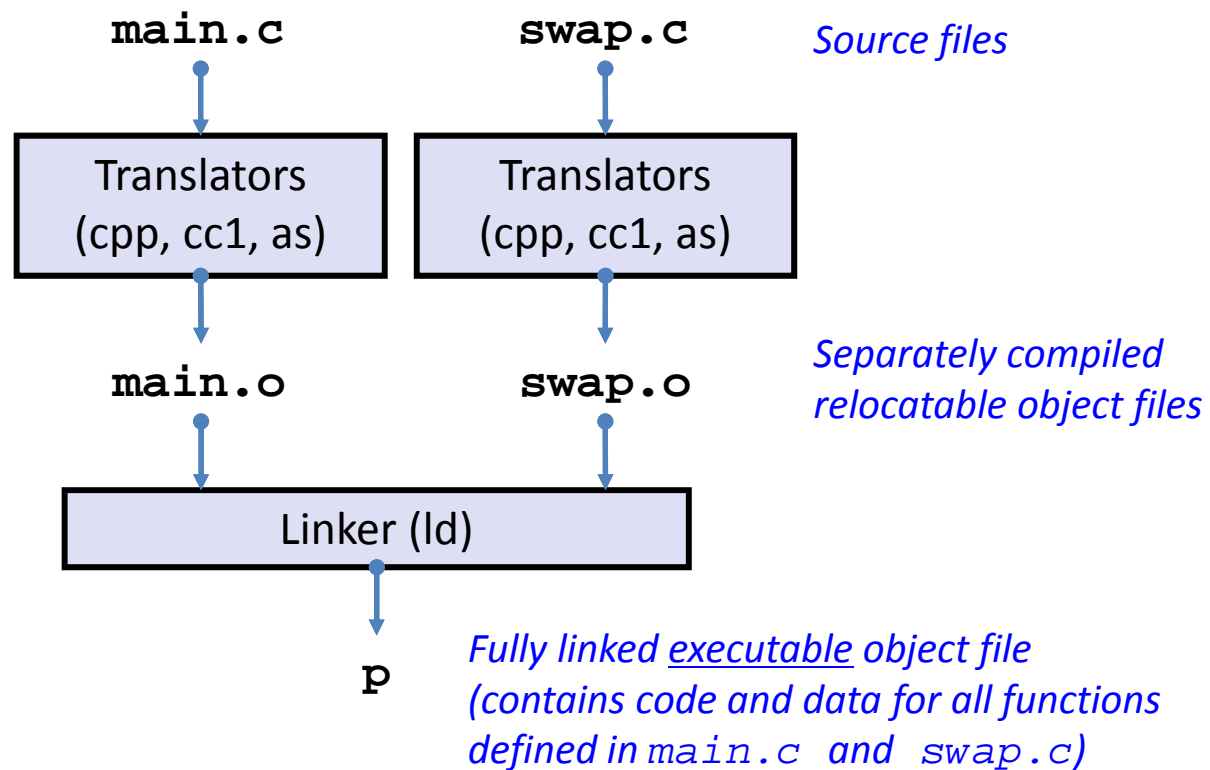 main.c
swap.c
Source files
Translators
(cpp, cc1, as)
Translators
(cpp, cc1, as)
main.o
swap.o
Separately compiled
relocatable object files
Linker (ld)
p
Fully linked executable object file
(contains code and data for all functions
defined in main.c and swap.c)